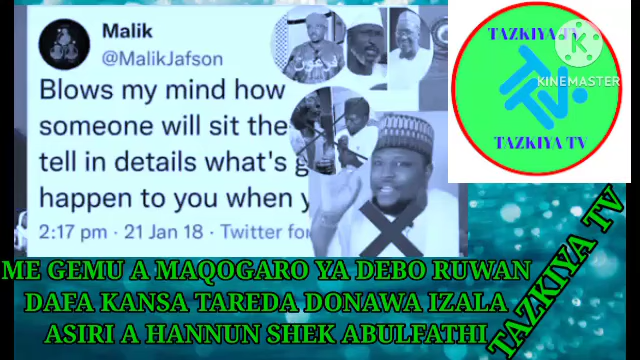 Malik
@MalikJafson
Blows my mind how
someone will sit the
tell in details what's g
happen to you when y
2:17 pm · 21 Jan 18 · Twitter for
TAZKIYA TV
KINEMASTER
TAZKIYA TV
ME GEMU A MAQOGARO YA DEBO RUWAN
DAFA KANSA TAREDA DONAWA IZALA
ASIRI A HANNUN SHEK ABULFATHI
TAZKIYA TV